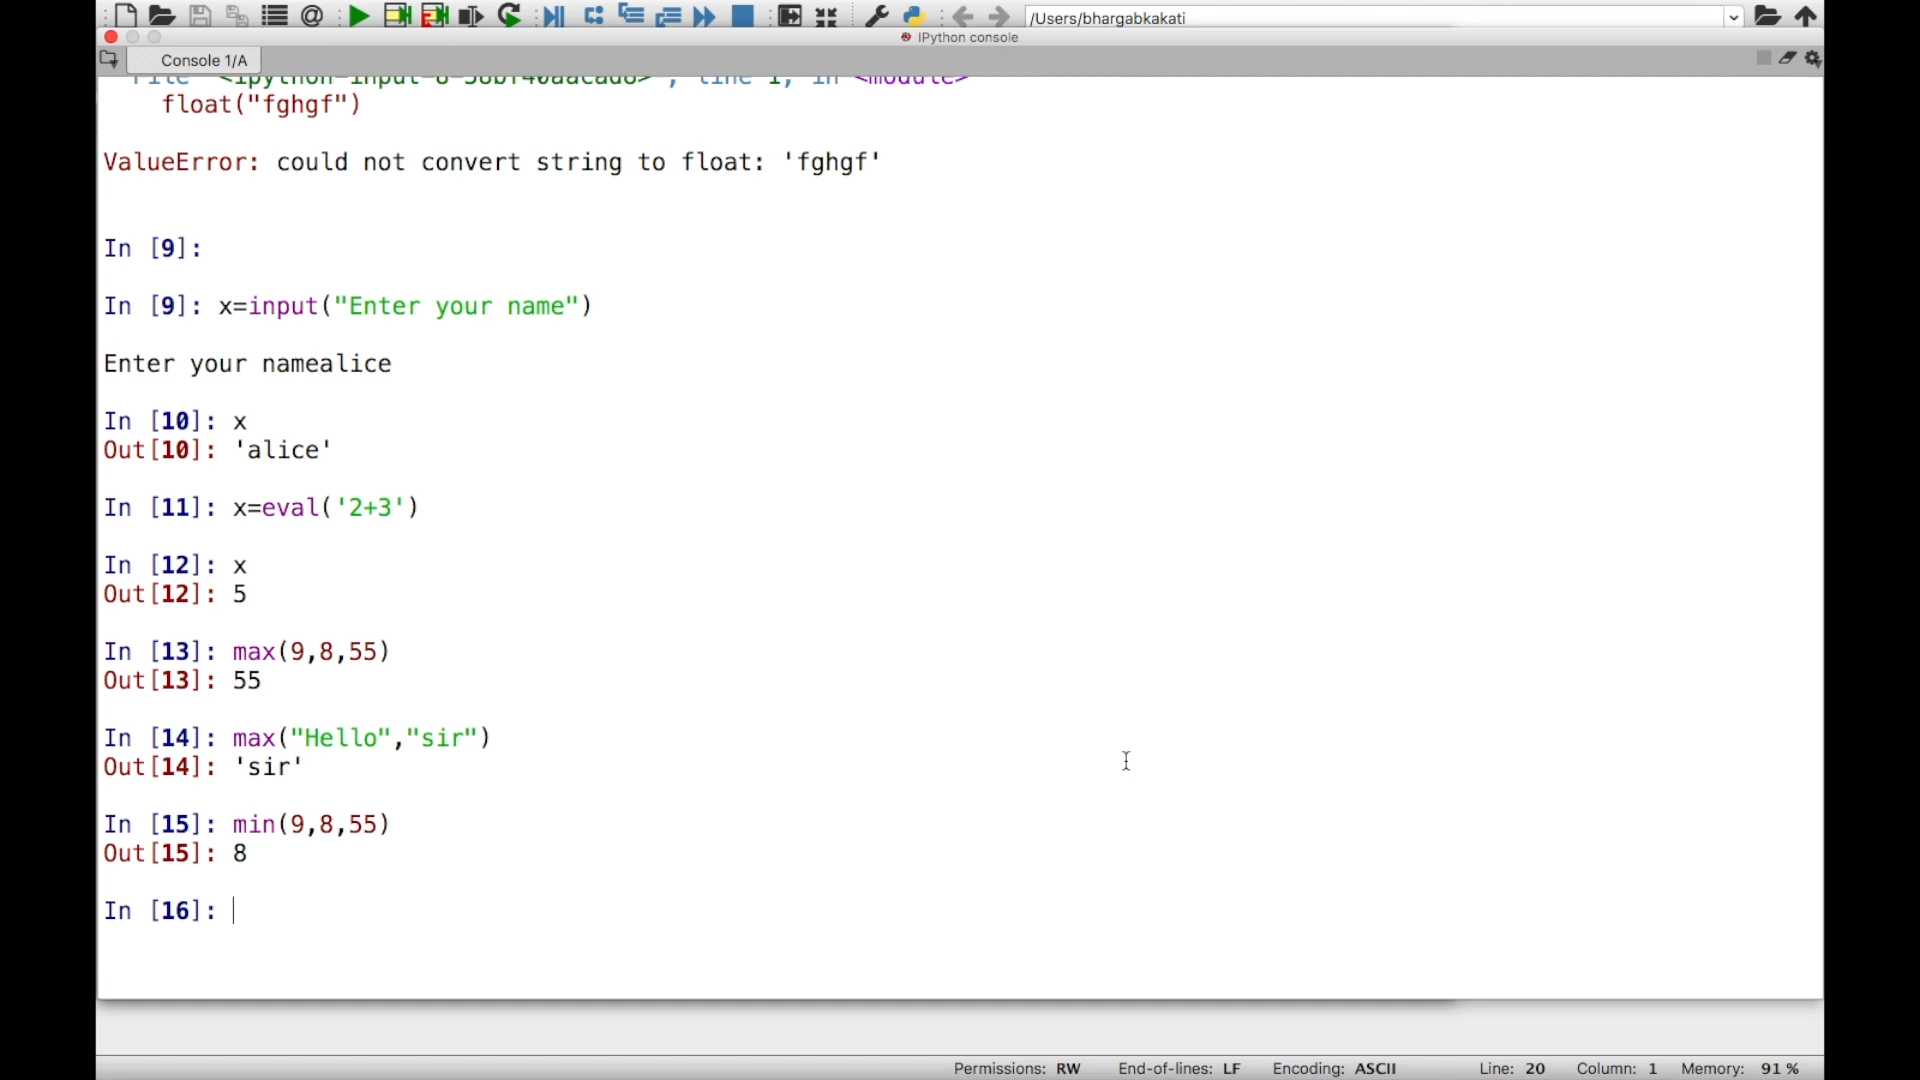 /Users/bhargabkakati
IPython console
Console 1/A
line 1, in <module>
float("fghgf")
ValueError: could not convert string to float: 'fghgf'
In [9]:
In [9]: x=input("Enter your name")
Enter your namealice
In [10]: x
Out[10]: 'alice'
In [11]: x=eval('2+3')
In [12]: x
Out[12]: 5
In [13]: max(9,8,55)
Out[13]: 55
In [14]: max("Hello","sir")
Out[14]: 'sir'
In [15]: min(9,8,55)
Out[15]: 8
In [16]:
Permissions: RW End-of-lines: LF Encoding: ASCII Line: 20 Column: 1 Memory: 91 %